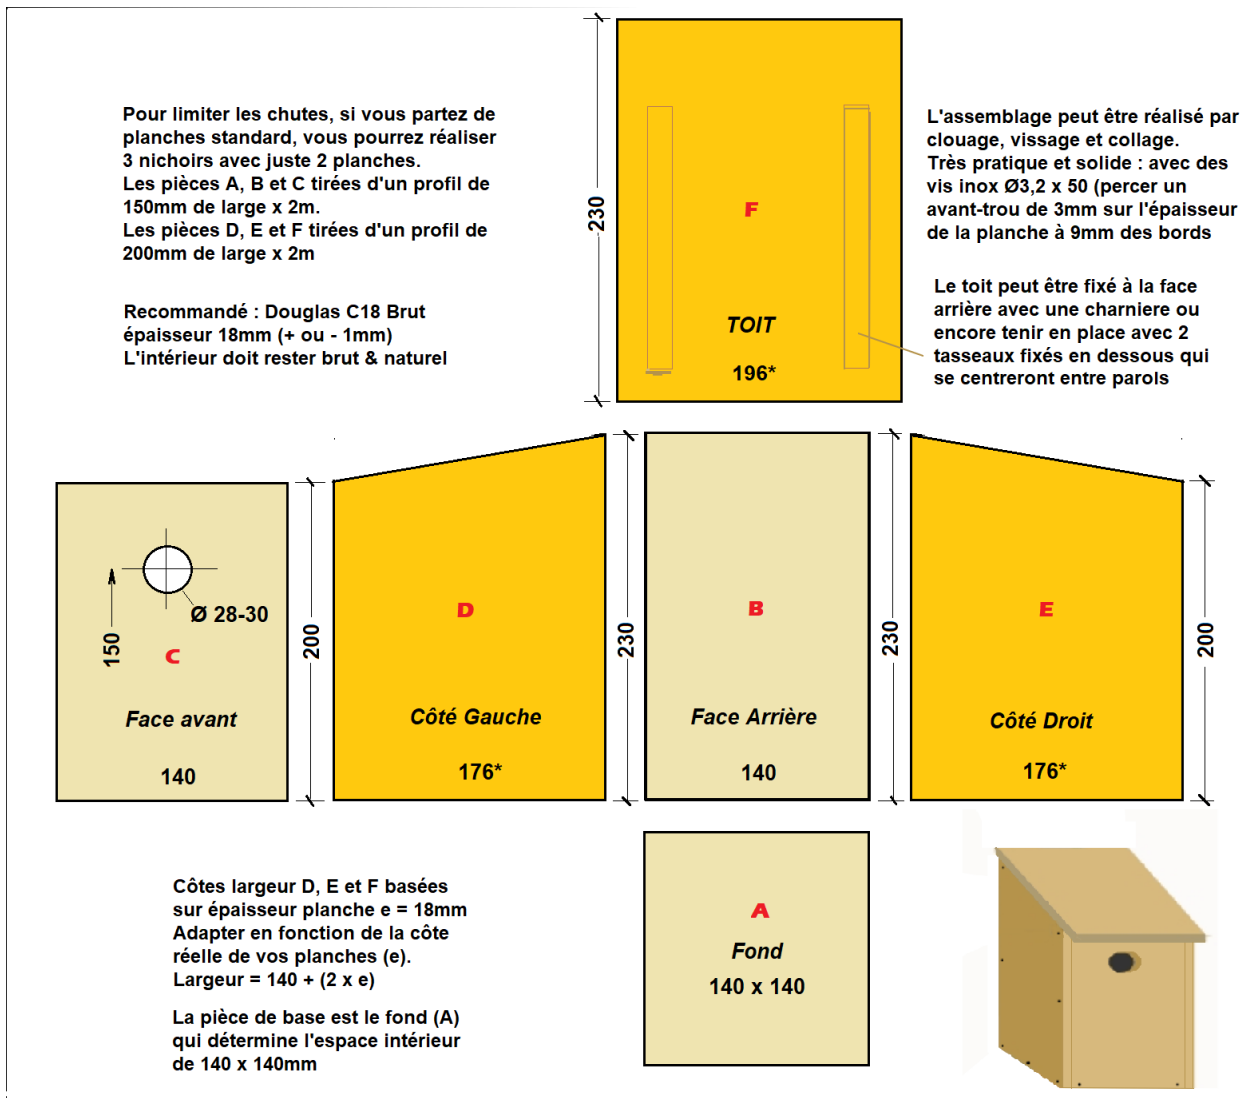 Pour limiter les chutes, si vous partez de
planches standard, vous pourrez réaliser
3 nichoirs avec juste 2 planches.
Les pièces A, B et C tirées d'un profil de
150mm de large x 2m.
Les pièces D, E et F tirées d'un profil de
200mm de large x 2m
Recommandé : Douglas C18 Brut
épaisseur 18mm (+ ou - 1mm)
L'intérieur doit rester brut & naturel
230
F
TOIT
196*
L'assemblage peut être réalisé par
clouage, vissage et collage.
Très pratique et solide : avec des
vis inox Ø3,2 x 50 (percer un
avant-trou de 3mm sur l'épaisseur
de la planche à 9mm des bords
Le toit peut être fixé à la face
arrière avec une charniere ou
encore tenir en place avec 2
tasseaux fixés en dessous qui
se centreront entre parols
150
Ø 28-30
C
Face avant
140
200
D
Côté Gauche
176*
230
B
Face Arrière
140
230
E
Côté Droit
176*
200
Côtes largeur D, E et F basées
sur épaisseur planche e = 18mm
Adapter en fonction de la côte
réelle de vos planches (e).
Largeur = 140 + (2 x e)
La pièce de base est le fond (A)
qui détermine l'espace intérieur
de 140 x 140mm
A
Fond
140 x 140